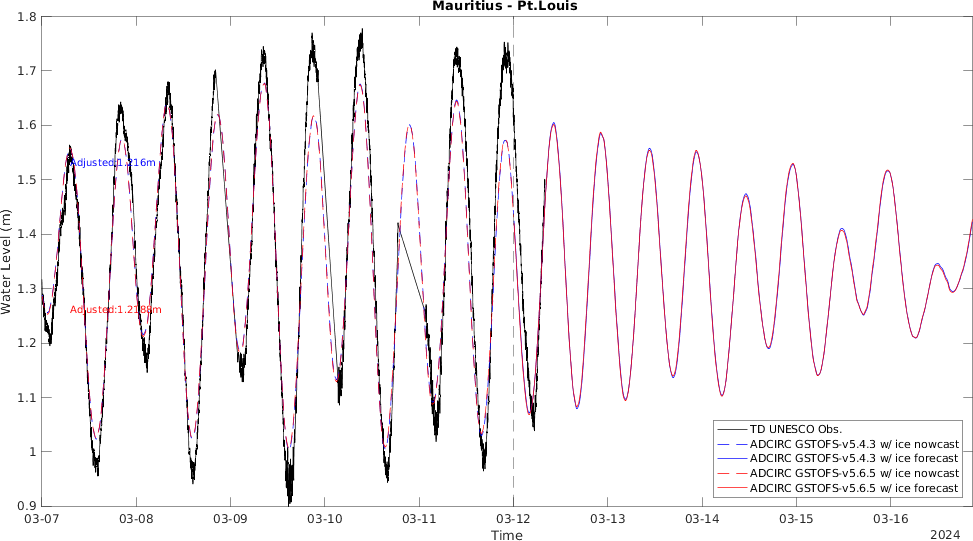 Mauritius - Pt.Louis
1.8
1.7
1.6
1.5
1.4
1.3
1.2
1.1
1
0.9
Water Level (m)
Adjusted:1.216m
Adjusted:1.2188m
TD UNESCO Obs.
ADCIRC GSTOFS-v5.4.3 w/ ice nowcast
ADCIRC GSTOFS-v5.4.3 w/ ice forecast
ADCIRC GSTOFS-v5.6.5 w/ ice nowcast
ADCIRC GSTOFS-v5.6.5 w/ ice forecast
03-07 03-08 03-09 03-10 03-11 03-12 03-13 03-14 03-15 03-16
Time
2024